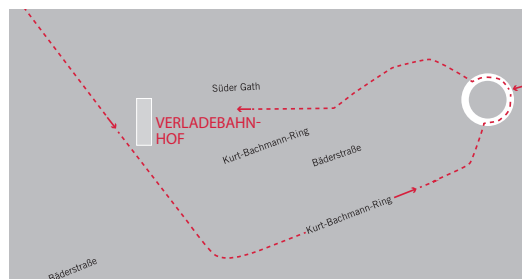 Süder Gath
VERLADEBAHN-
HOF
Kurt-Bachmann-Ring
Bäderstraße
Kurt-Bachmann-Ring
Bäderstraße